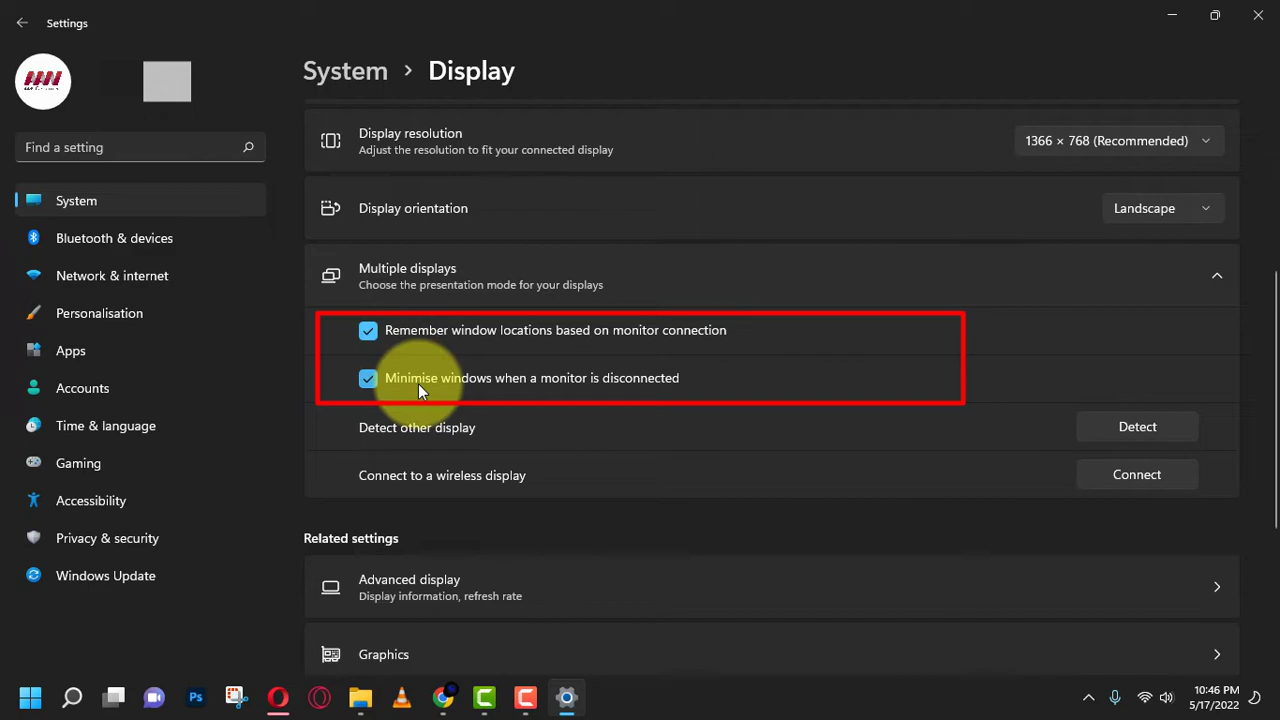 Settings
Find a setting
System
Bluetooth & devices
Network & internet
Personalisation
Apps
Accounts
Time & language
Gaming
Accessibility
Privacy & security
Windows Update
System > Display
Display resolution
Adjust the resolution to fit your connected display
1366 × 768 (Recommended)
Display orientation
Landscape
Multiple displays
Choose the presentation mode for your displays
Remember window locations based on monitor connection
Minimise windows when a monitor is disconnected
Detect other display
Detect
Connect to a wireless display
Connect
Related settings
Advanced display
Display information, refresh rate
Graphics
Ps
10:46 PM
5/17/2022